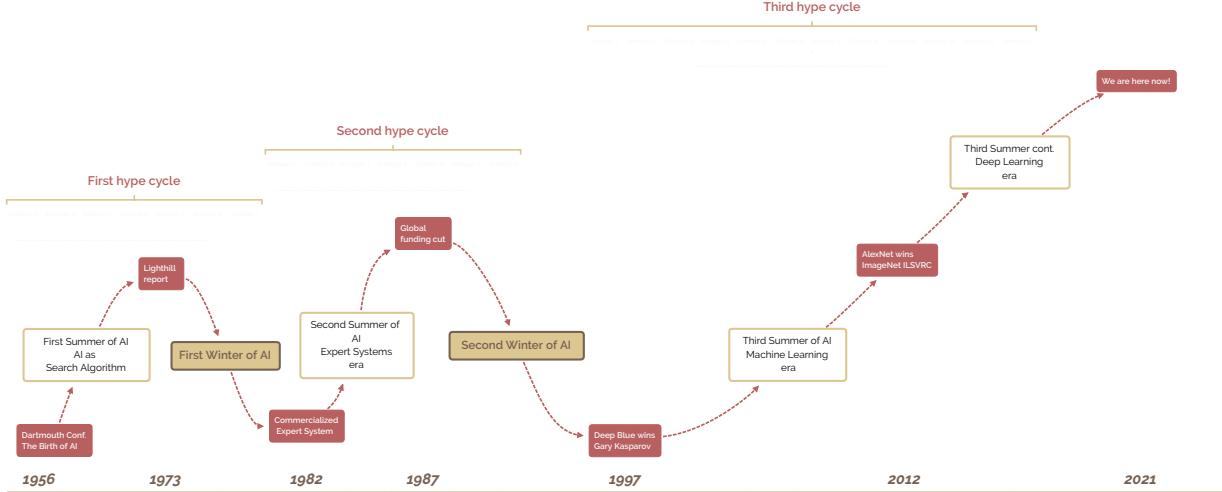 Third hype cycle
We are here now!
Second hype cycle
Third Summer cont.
Deep Learning
era
First hype cycle
Global
funding cut
AlexNet wins
ImageNet ILSVRC
Lighthill
report
First Summer of AI
AI as
Search Algorithm
First Winter of AI
Second Summer of
AI
Expert Systems
era
Second Winter of AI
Third Summer of AI
Machine Learning
era
Dartmouth Conf.
The Birth of AI
Commercialized
Expert System
Deep Blue wins
Gary Kasparov
1956
1973
1982
1987
1997
2012
2021